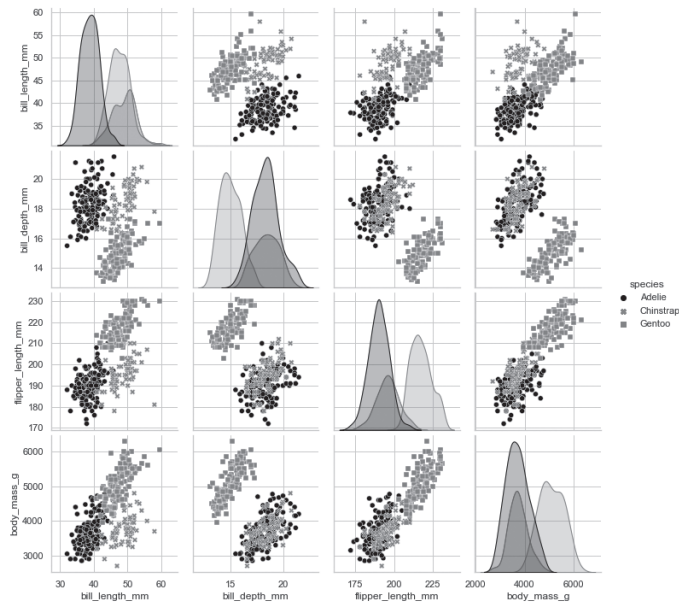 60
55
50
45
40
35
bill_length_mm
20
18
16
14
bill_depth_mm
230
220
210
200
190
180
170
flipper_length_mm
6000
5000
4000
3000
body_mass_g
30 40 50 60
bill_length_mm
15 20
bill_depth_mm
175 200 225
flipper_length_mm
2000 4000 6000
body_mass_g
species
Adelie
Chinstrap
Gentoo